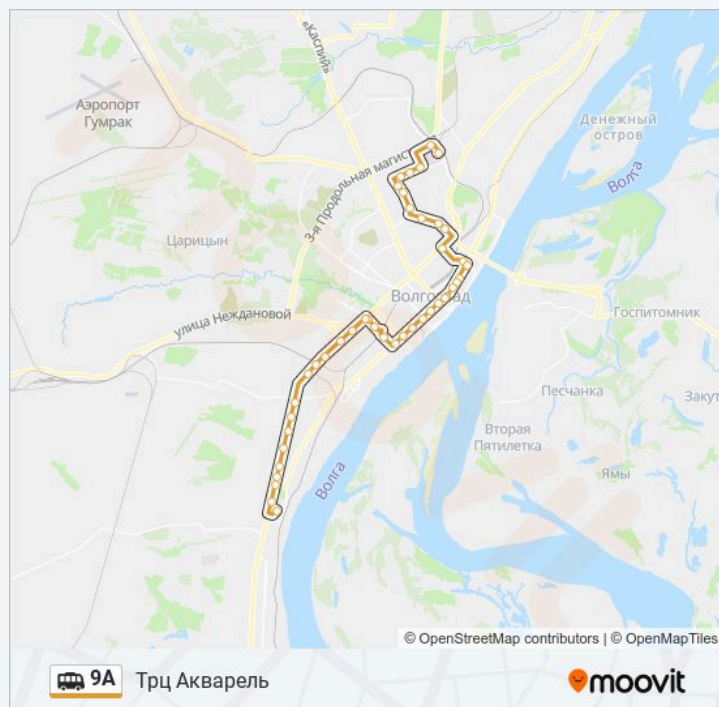 «Каспий»
Аэропорт
Гумрак
Денежный
остров
Волга
3-я Продольная магис
Царицын
Волгоград
Госпитомник
улица Неждановой
Песчанка
Закут
Вторая
Пятилетка
Ямы
Волга
© OpenStreetMap contributors | © OpenMapTiles
9А Трц Акварель
moovit